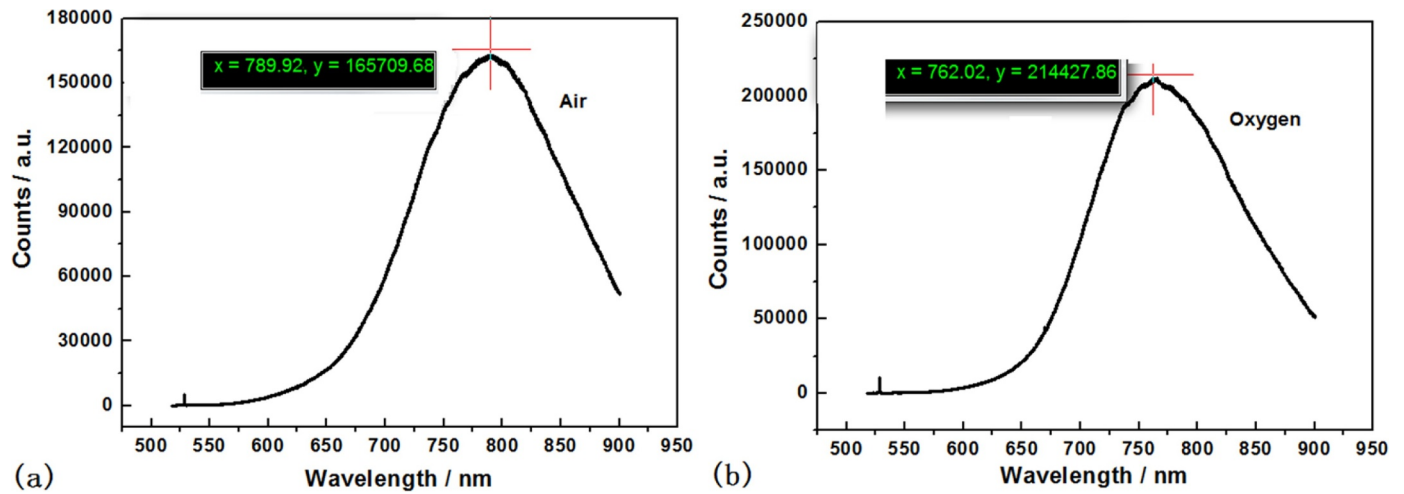 180000
150000
120000
90000
60000
30000
0
Counts / a.u.
x = 789.92, y = 165709.68
Air
500 550 600 650 700 750 800 850 900 950
Wavelength / nm
(a)
250000
200000
150000
100000
50000
0
Counts / a.u.
x = 762.02, y = 214427.86
Oxygen
500 550 600 650 700 750 800 850 900 950
Wavelength / nm
(b)